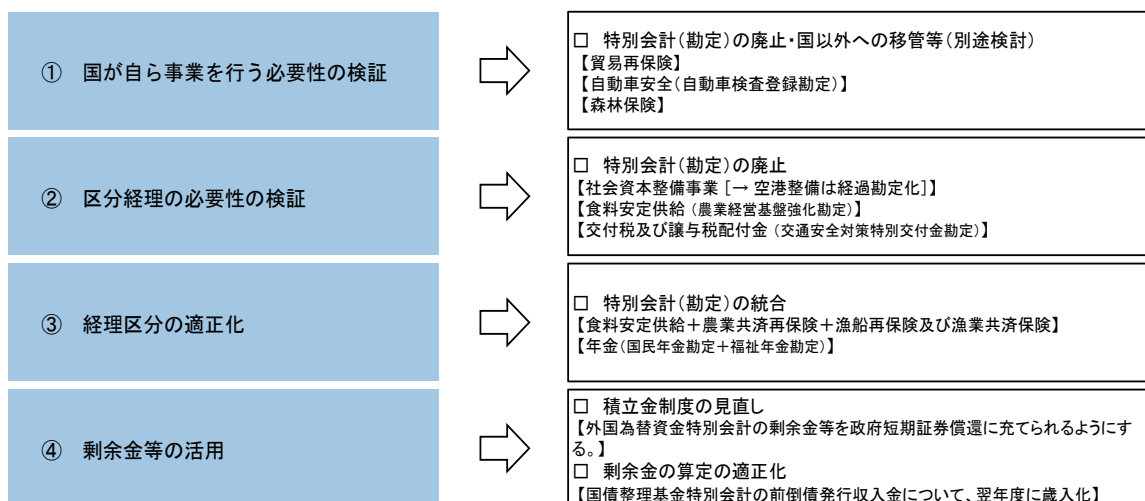 ① 国が自ら事業を行う必要性の検証
□ 特別会計(勘定)の廃止・国以外への移管等(別途検討)
【貿易再保険】
【自動車安全(自動車検査登録勘定)】
【森林保険】
② 区分経理の必要性の検証
□ 特別会計(勘定)の廃止
【社会資本整備事業 [→ 空港整備は経過勘定化]】
【食料安定供給 (農業経営基盤強化勘定)】
【交付税及び譲与税配付金 (交通安全対策特別交付金勘定)】
③ 経理区分の適正化
□ 特別会計(勘定)の統合
【食料安定供給+農業共済再保険+漁船再保険及び漁業共済保険】
【年金(国民年金勘定+福祉年金勘定)】
④ 剰余金等の活用
□ 積立金制度の見直し
【外国為替資金特別会計の剰余金等を政府短期証券償還に充てられるようにす
る。】
□ 剰余金の算定の適正化
【国債整理基金特別会計の前倒債発行収入金について、翌年度に歳入化】